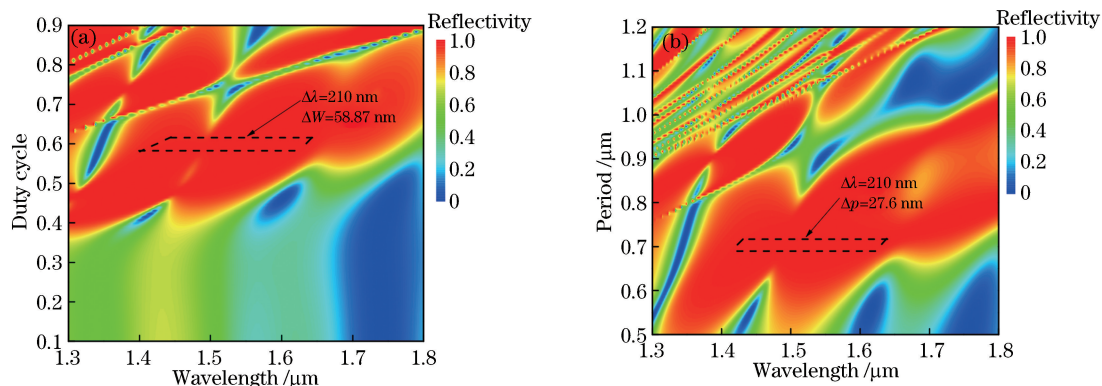 Reflectivity
(a)
0.9
0.8
0.7
0.6
0.5
0.4
0.3
0.2
0.1
Duty cycle
Δλ=210 nm
ΔW=58.87 nm
1.3 1.4 1.5 1.6 1.7 1.8
Wavelength /μm
1.0
0.8
0.6
0.4
0.2
0
Reflectivity
(b)
1.2
1.1
1.0
0.9
0.8
0.7
0.6
0.5
Period /μm
Δλ=210 nm
Δp=27.6 nm
1.3 1.4 1.5 1.6 1.7 1.8
Wavelength /μm
1.0
0.8
0.6
0.4
0.2
0